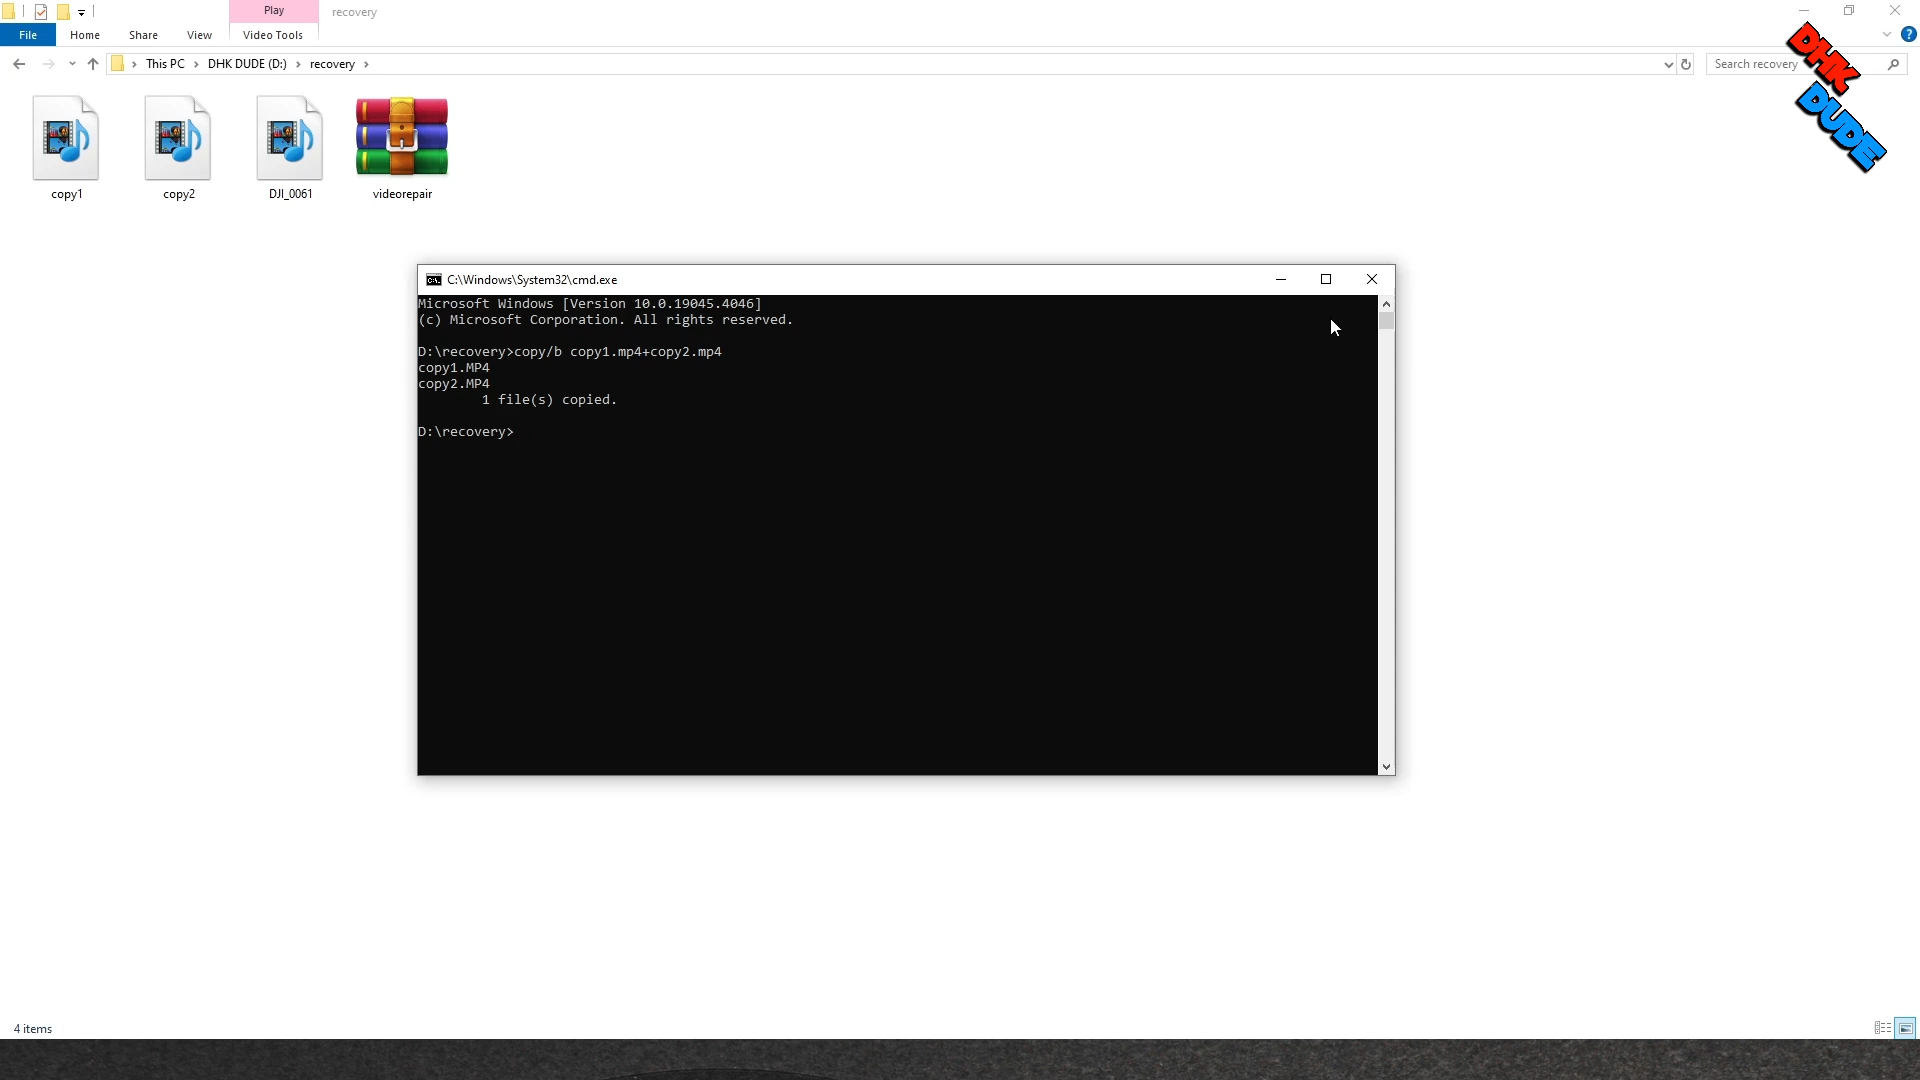 Play
recovery
File
Home
Share
View
Video Tools
This PC
DHK DUDE (D:)
recovery
Search recovery
DHK
DUDE
copy1
copy2
DJI_0061
videorepair
C:\Windows\System32\cmd.exe
Microsoft Windows [Version 10.0.19045.4046]
(c) Microsoft Corporation. All rights reserved.
D:\recovery>copy/b copy1.mp4+copy2.mp4
copy1.MP4
copy2.MP4
1 file(s) copied.
D:\recovery>
4 items